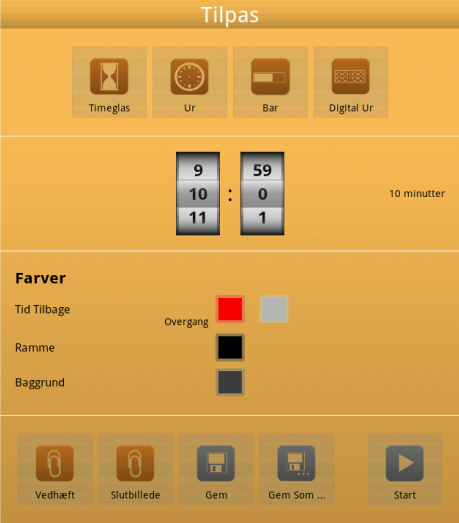 Tilpas
Timeglas Ur Bar Digital Ur
9 59
10 : 0 10 minutter
11 1
Farver
Tid Tilbage
Overgang
Ramme
Baggrund
Vedhæft Slutbillede Gem Gem Som ... Start